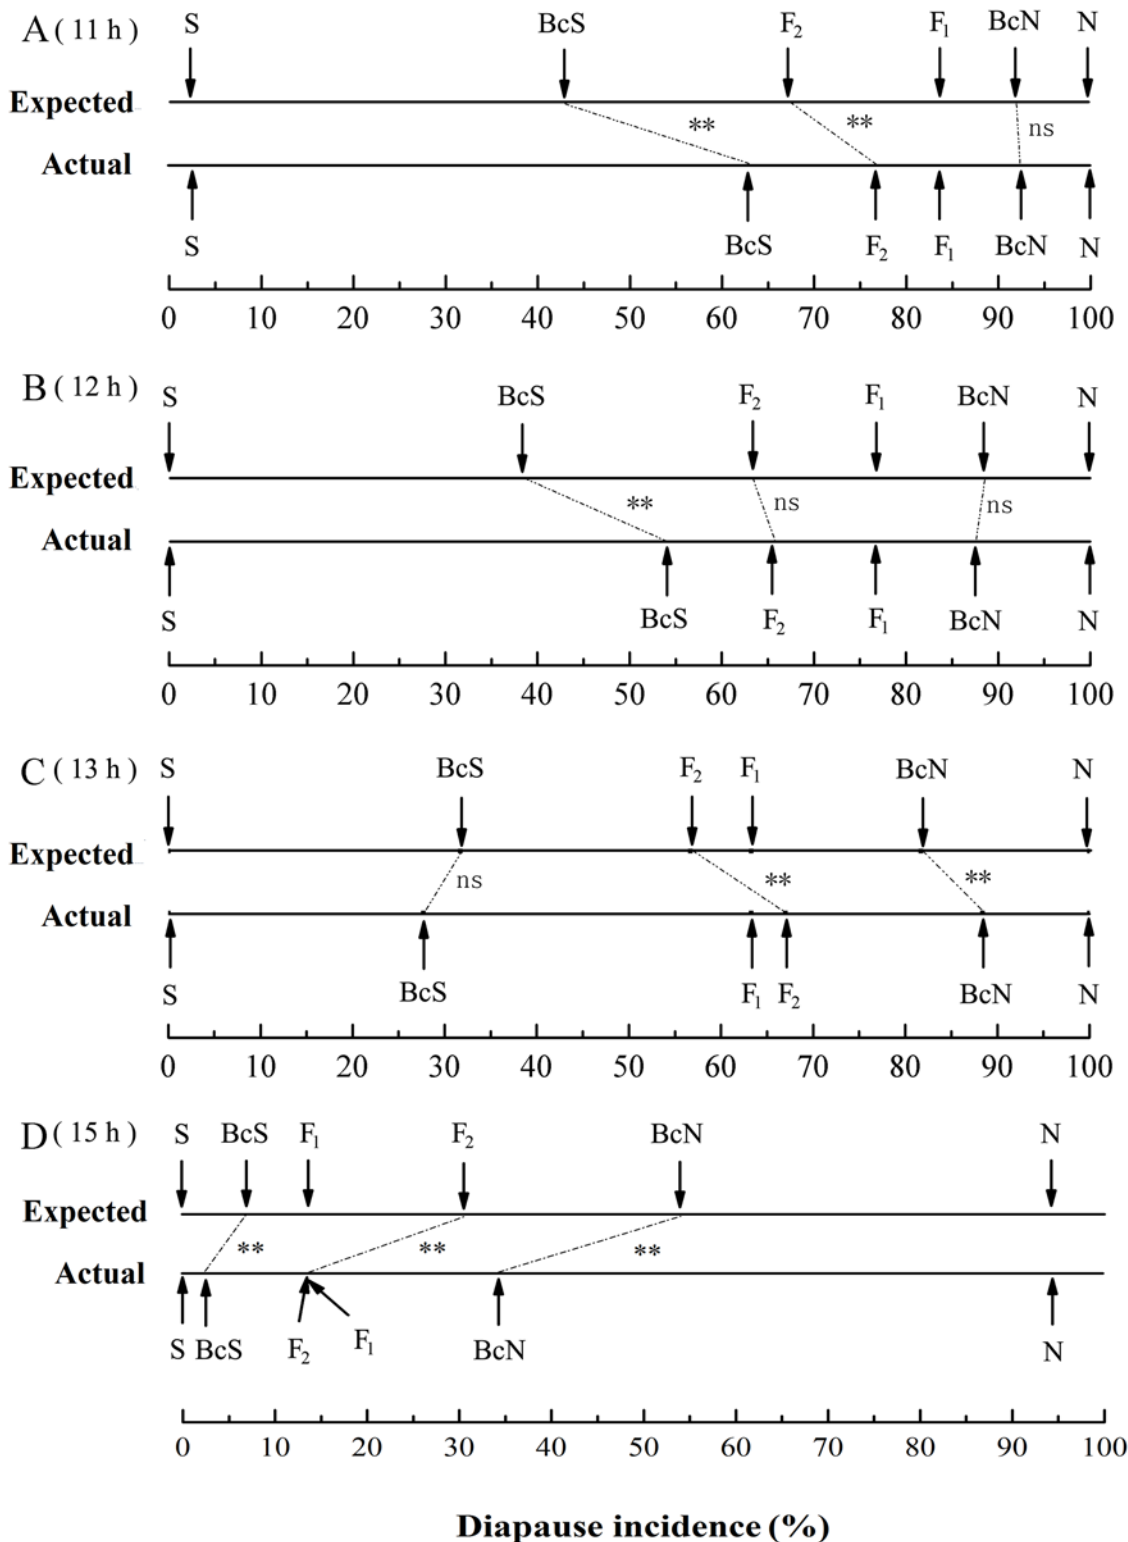 A ( 11 h )
S BcS F₂ F₁ BcN N
Expected
** ** ns
Actual
S BcS F₂ F₁ BcN N
0 10 20 30 40 50 60 70 80 90 100
B ( 12 h )
S BcS F₂ F₁ BcN N
Expected
** ns ns
Actual
S BcS F₂ F₁ BcN N
0 10 20 30 40 50 60 70 80 90 100
C ( 13 h )
S BcS F₂ F₁ BcN N
Expected
ns ** **
Actual
S BcS F₁ F₂ BcN N
0 10 20 30 40 50 60 70 80 90 100
D ( 15 h )
S BcS F₁ F₂ BcN N
Expected
** ** **
Actual
S BcS F₂ F₁ BcN N
0 10 20 30 40 50 60 70 80 90 100
Diapause incidence (%)